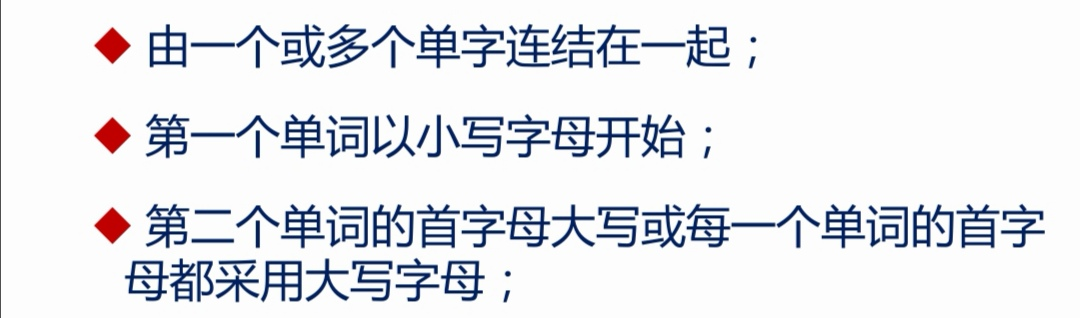 ◆ 由一个或多个单字连结在一起；
◆ 第一个单词以小写字母开始；
◆ 第二个单词的首字母大写或每一个单词的首字
母都采用大写字母；